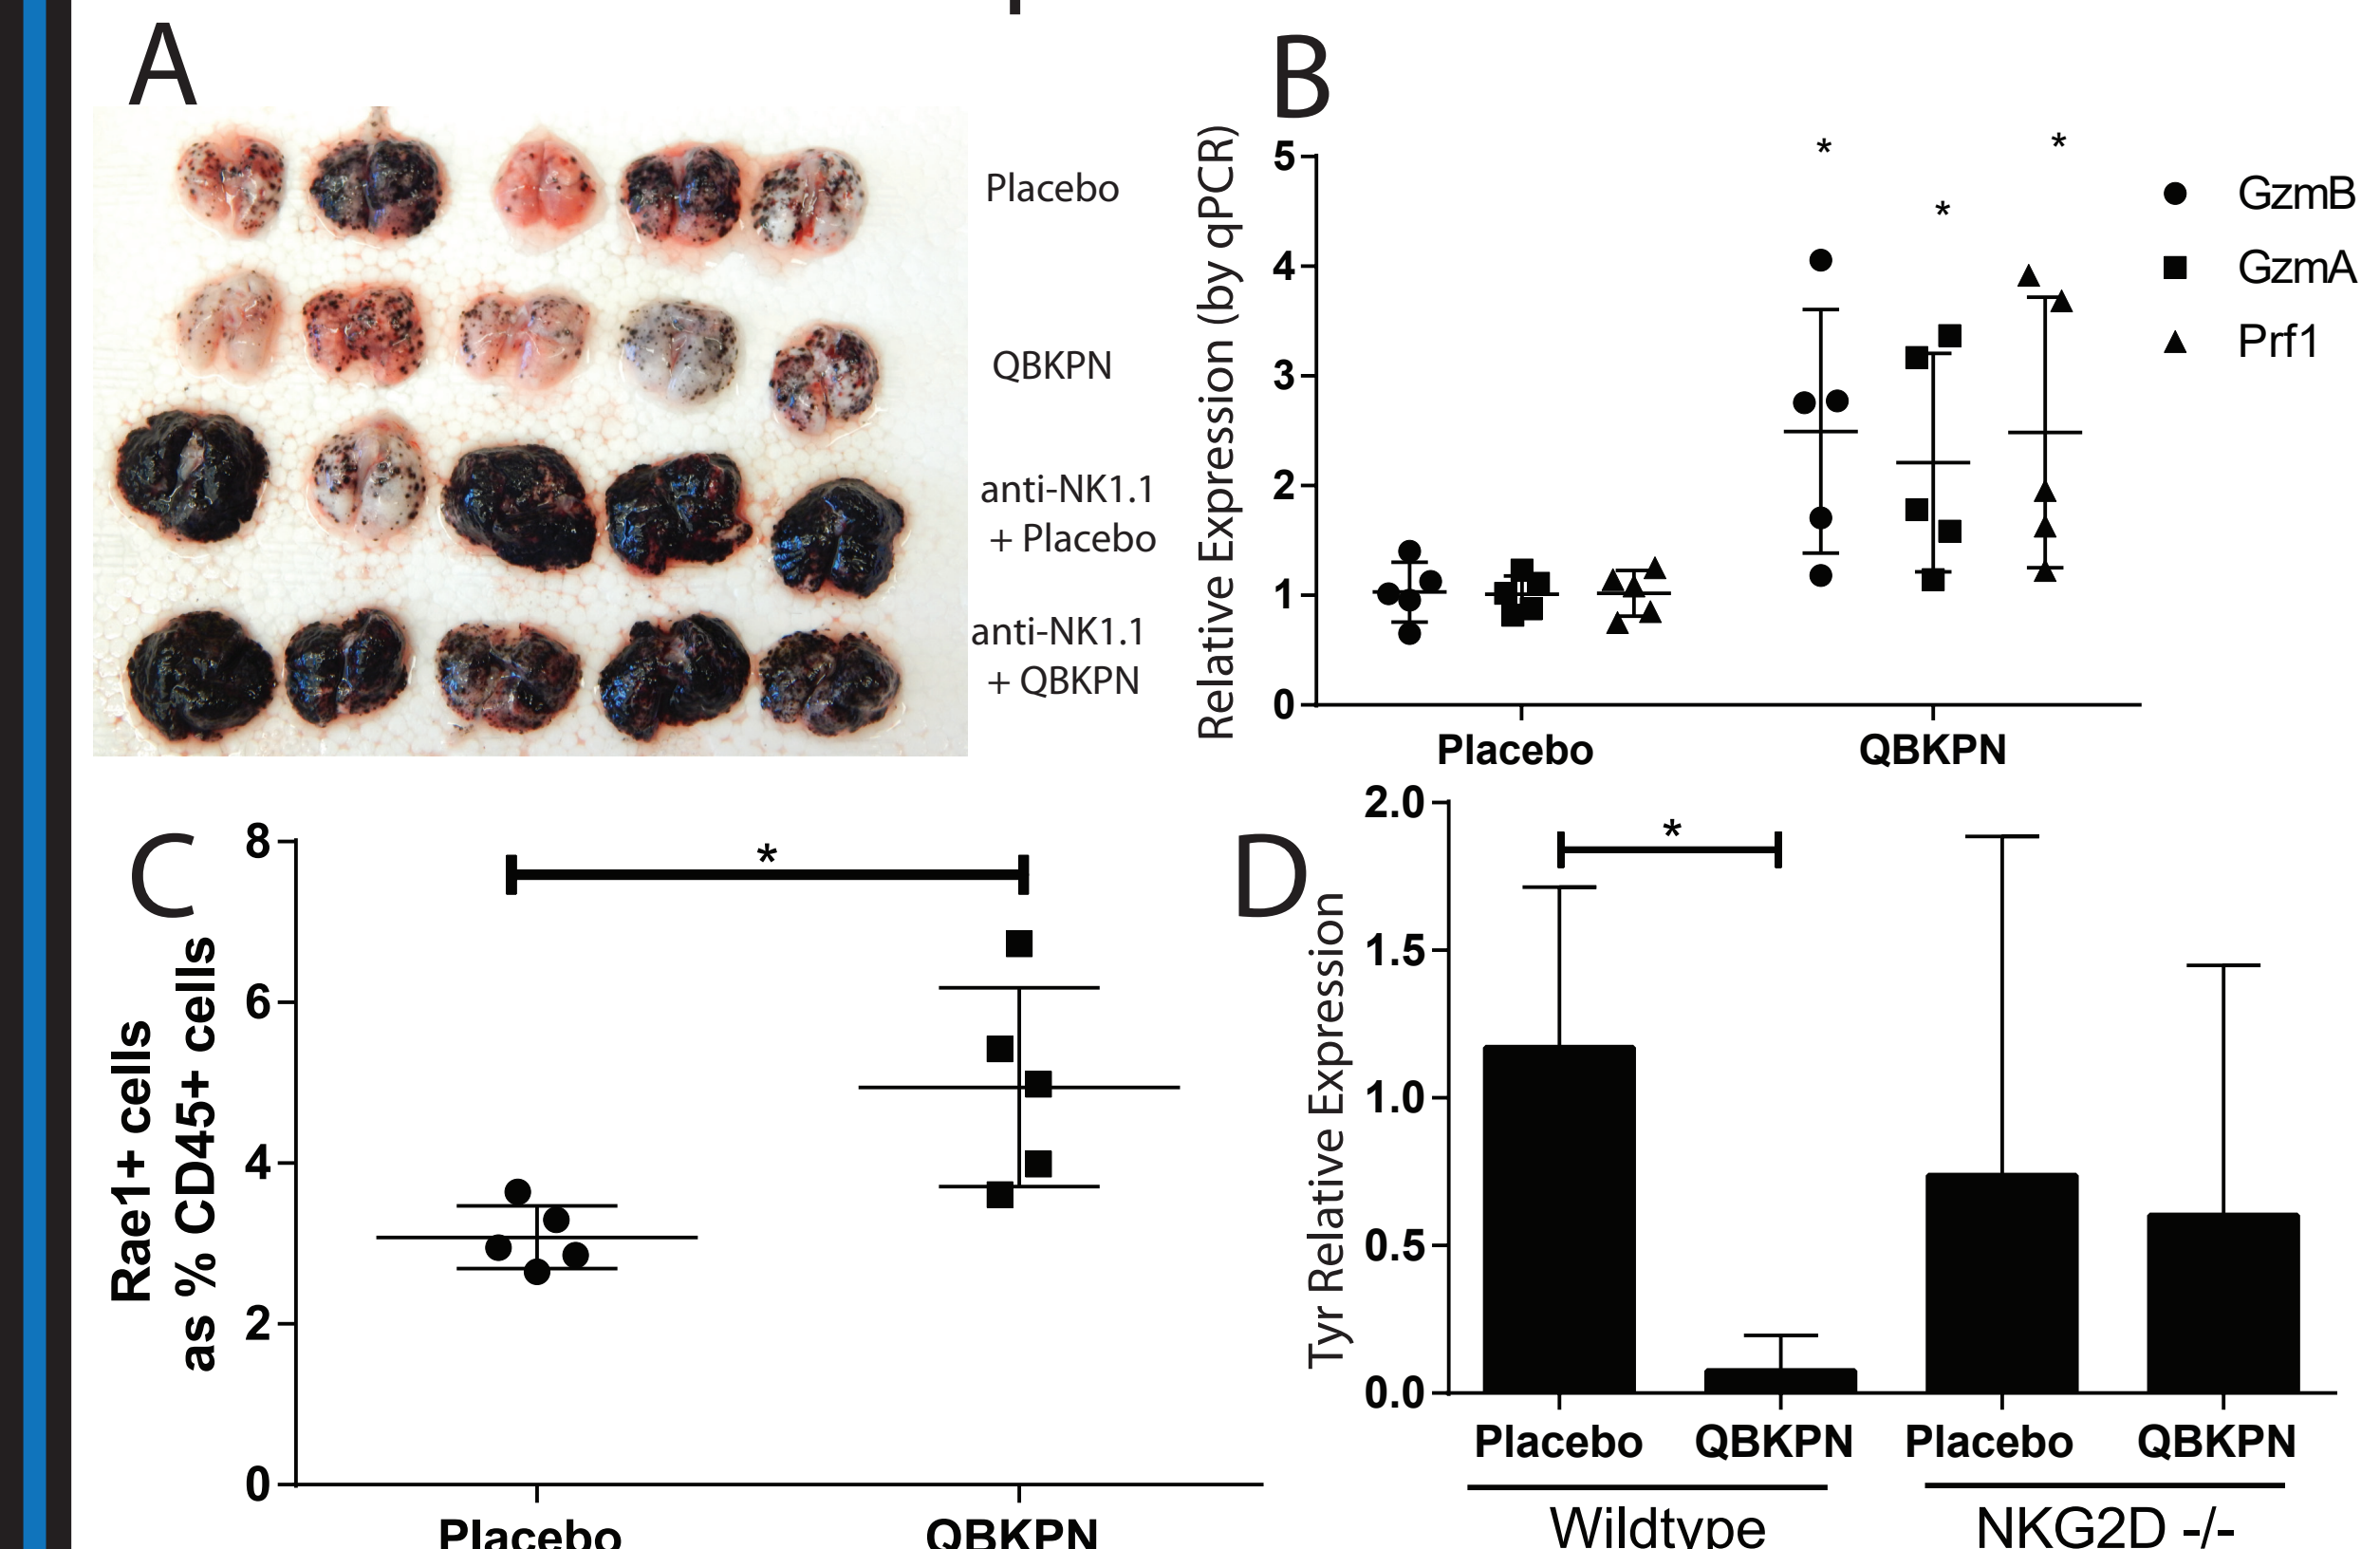 A
Placebo
QBKPN
anti-NK1.1
+ Placebo
anti-NK1.1
+ QBKPN
B
Relative Expression (by qPCR)
5
4
3
2
1
0
*
*
*
GzmB
GzmA
Prf1
Placebo
QBKPN
C
Rae1+ cells
as % CD45+ cells
8
6
4
2
0
*
Placebo
QBKPN
D
Tyr Relative Expression
2.0
1.5
1.0
0.5
0.0
*
Placebo
QBKPN
Placebo
QBKPN
Wildtype
NKG2D -/-